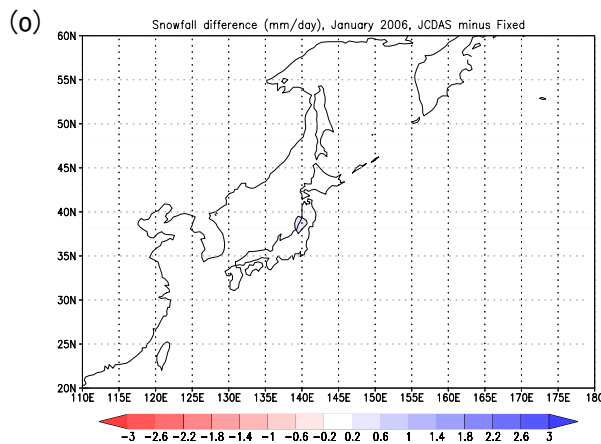 (o)
Snowfall difference (mm/day), January 2006, JCDAS minus Fixed
60N
55N
50N
45N
40N
35N
30N
25N
20N
110E 115E 120E 125E 130E 135E 140E 145E 150E 155E 160E 165E 170E 175E 180
-3 -2.6 -2.2 -1.8 -1.4 -1 -0.6 -0.2 0.2 0.6 1 1.4 1.8 2.2 2.6 3